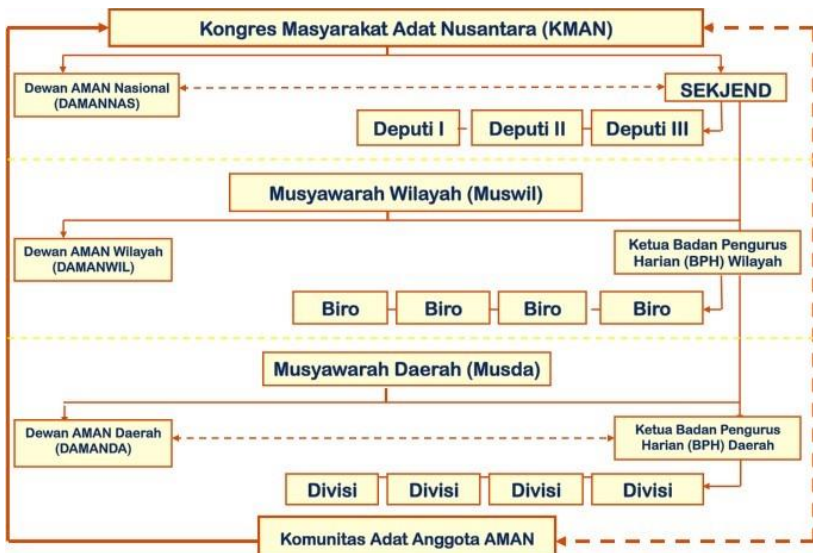 Kongres Masyarakat Adat Nusantara (KMAN)
Dewan AMAN Nasional
(DAMANNAS)
SEKJEND
Deputi I
Deputi II
Deputi III
Musyawarah Wilayah (Muswil)
Dewan AMAN Wilayah
(DAMANWIL)
Ketua Badan Pengurus
Harian (BPH) Wilayah
Biro
Biro
Biro
Biro
Musyawarah Daerah (Musda)
Dewan AMAN Daerah
(DAMANDA)
Ketua Badan Pengurus
Harian (BPH) Daerah
Divisi
Divisi
Divisi
Divisi
Komunitas Adat Anggota AMAN